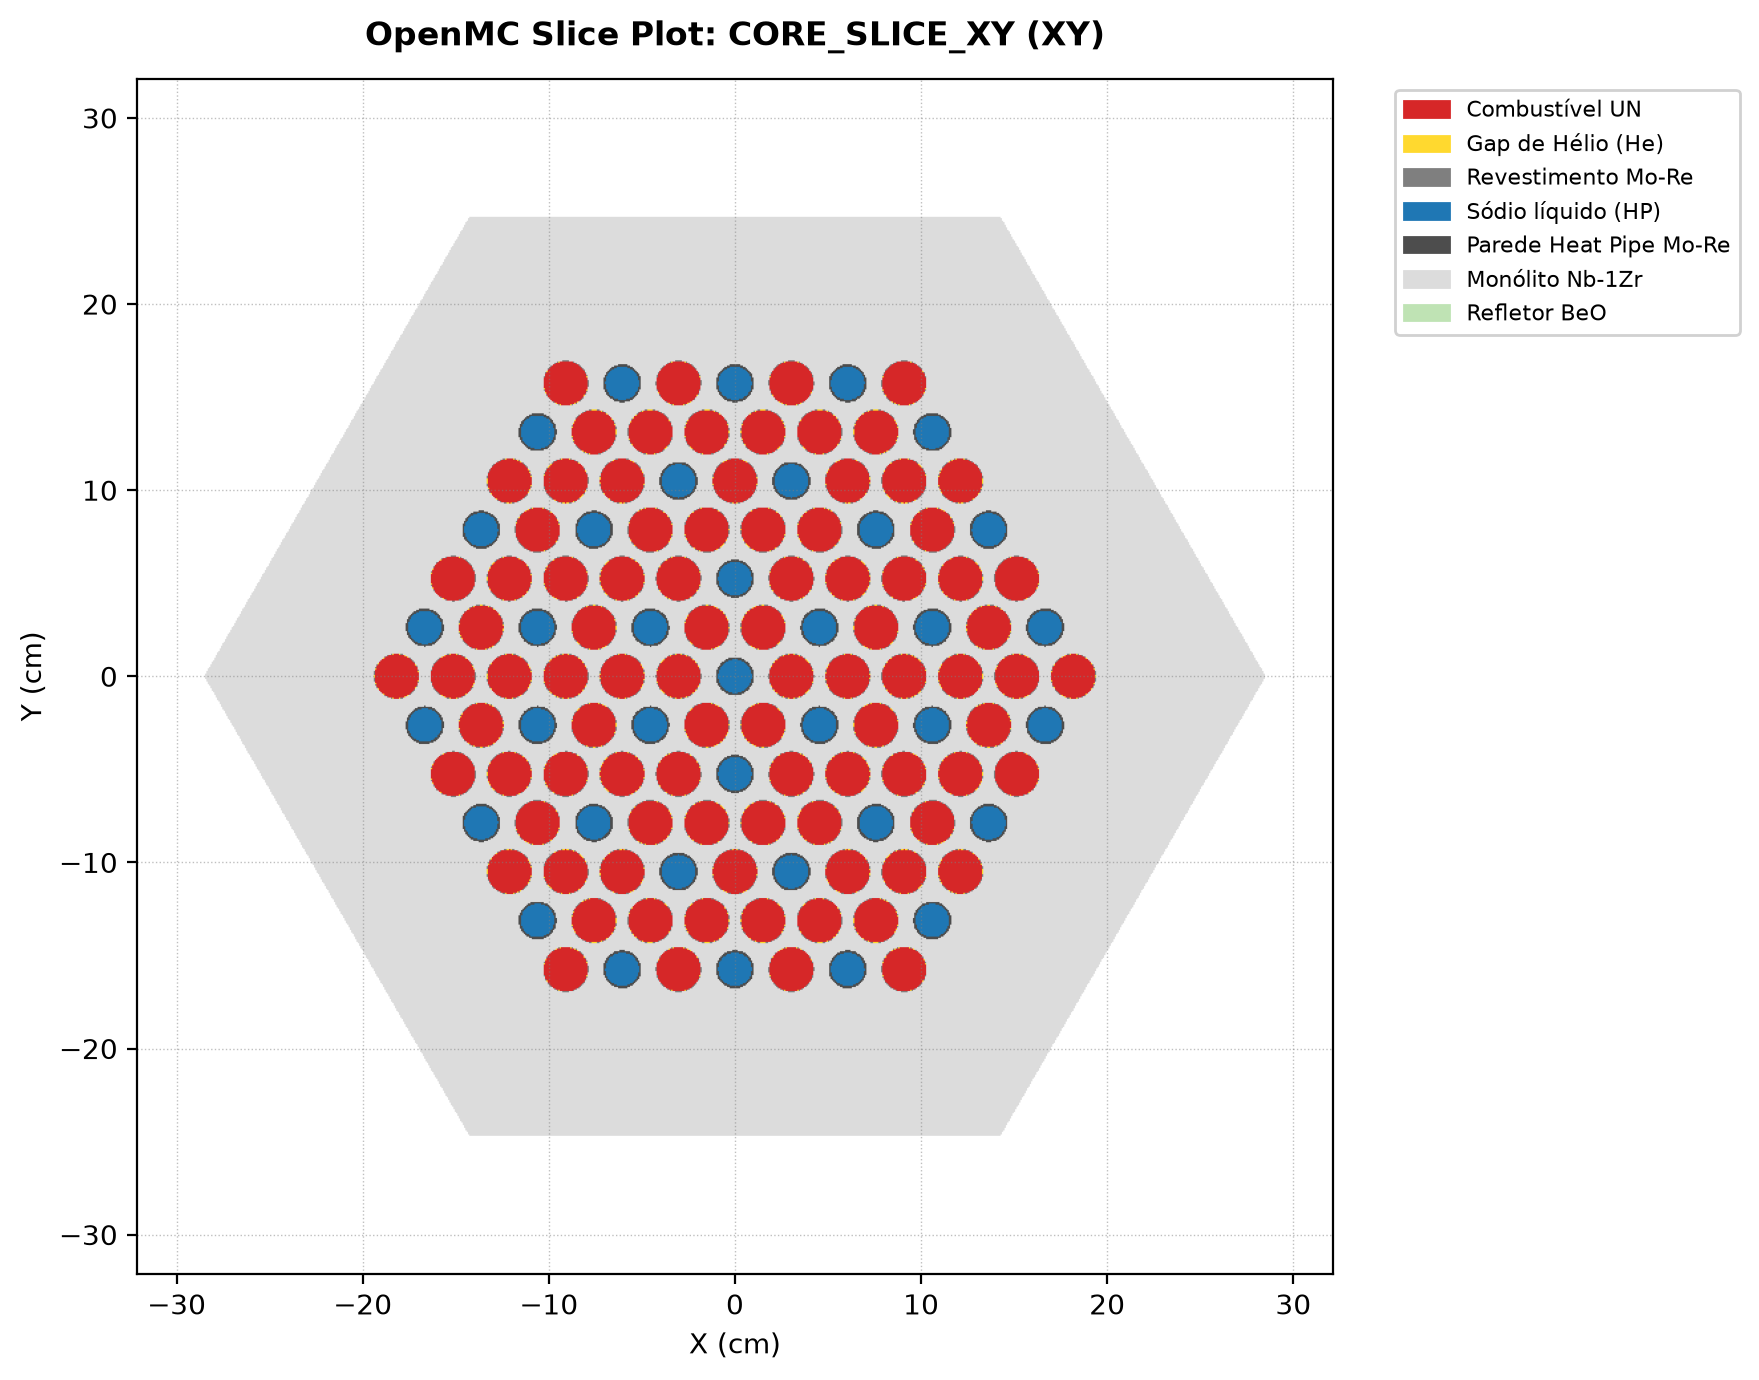 OpenMC Slice Plot: CORE_SLICE_XY (XY)
Combustível UN
Gap de Hélio (He)
Revestimento Mo-Re
Sódio líquido (HP)
Parede Heat Pipe Mo-Re
Monólito Nb-1Zr
Refletor BeO
30
20
10
0
−10
−20
−30
Y (cm)
−30
−20
−10
0
10
20
30
X (cm)